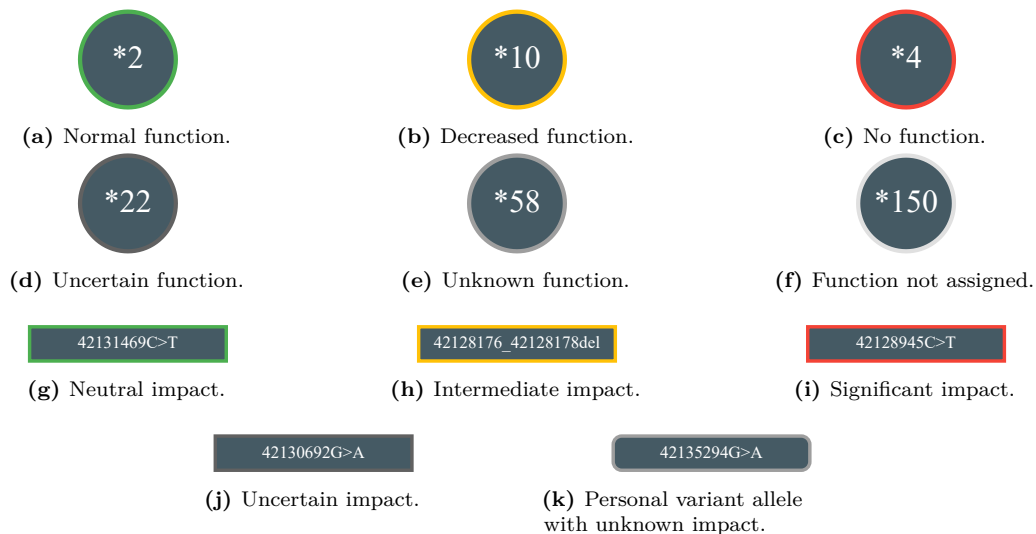 *2
*10
*4
(a) Normal function.
(b) Decreased function.
(c) No function.
*22
*58
*150
(d) Uncertain function.
(e) Unknown function.
(f) Function not assigned.
42131469C>T
42128176_42128178del
42128945C>T
(g) Neutral impact.
(h) Intermediate impact.
(i) Significant impact.
42130692G>A
42135294G>A
(j) Uncertain impact.
(k) Personal variant allele
with unknown impact.